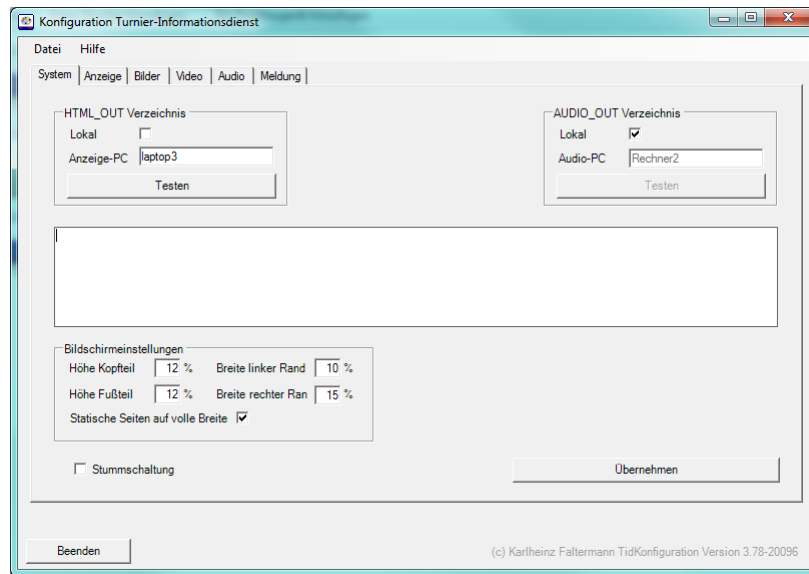 Konfiguration Turnier-Informationsdienst
Datei Hilfe
System Anzeige Bilder Video Audio Meldung
HTML_OUT Verzeichnis
Lokal
Anzeige-PC laptop3
Testen
AUDIO_OUT Verzeichnis
Lokal
Audio-PC Rechner2
Testen
Bildschirmeinstellungen
Höhe Kopfteil 12 % Breite linker Rand 10 %
Höhe Fußteil 12 % Breite rechter Ran 15 %
Statische Seiten auf volle Breite
Stummschaltung
Übernehmen
Beenden
(c) Karlheinz Faltermann TidKonfiguration Version 3.78-20096